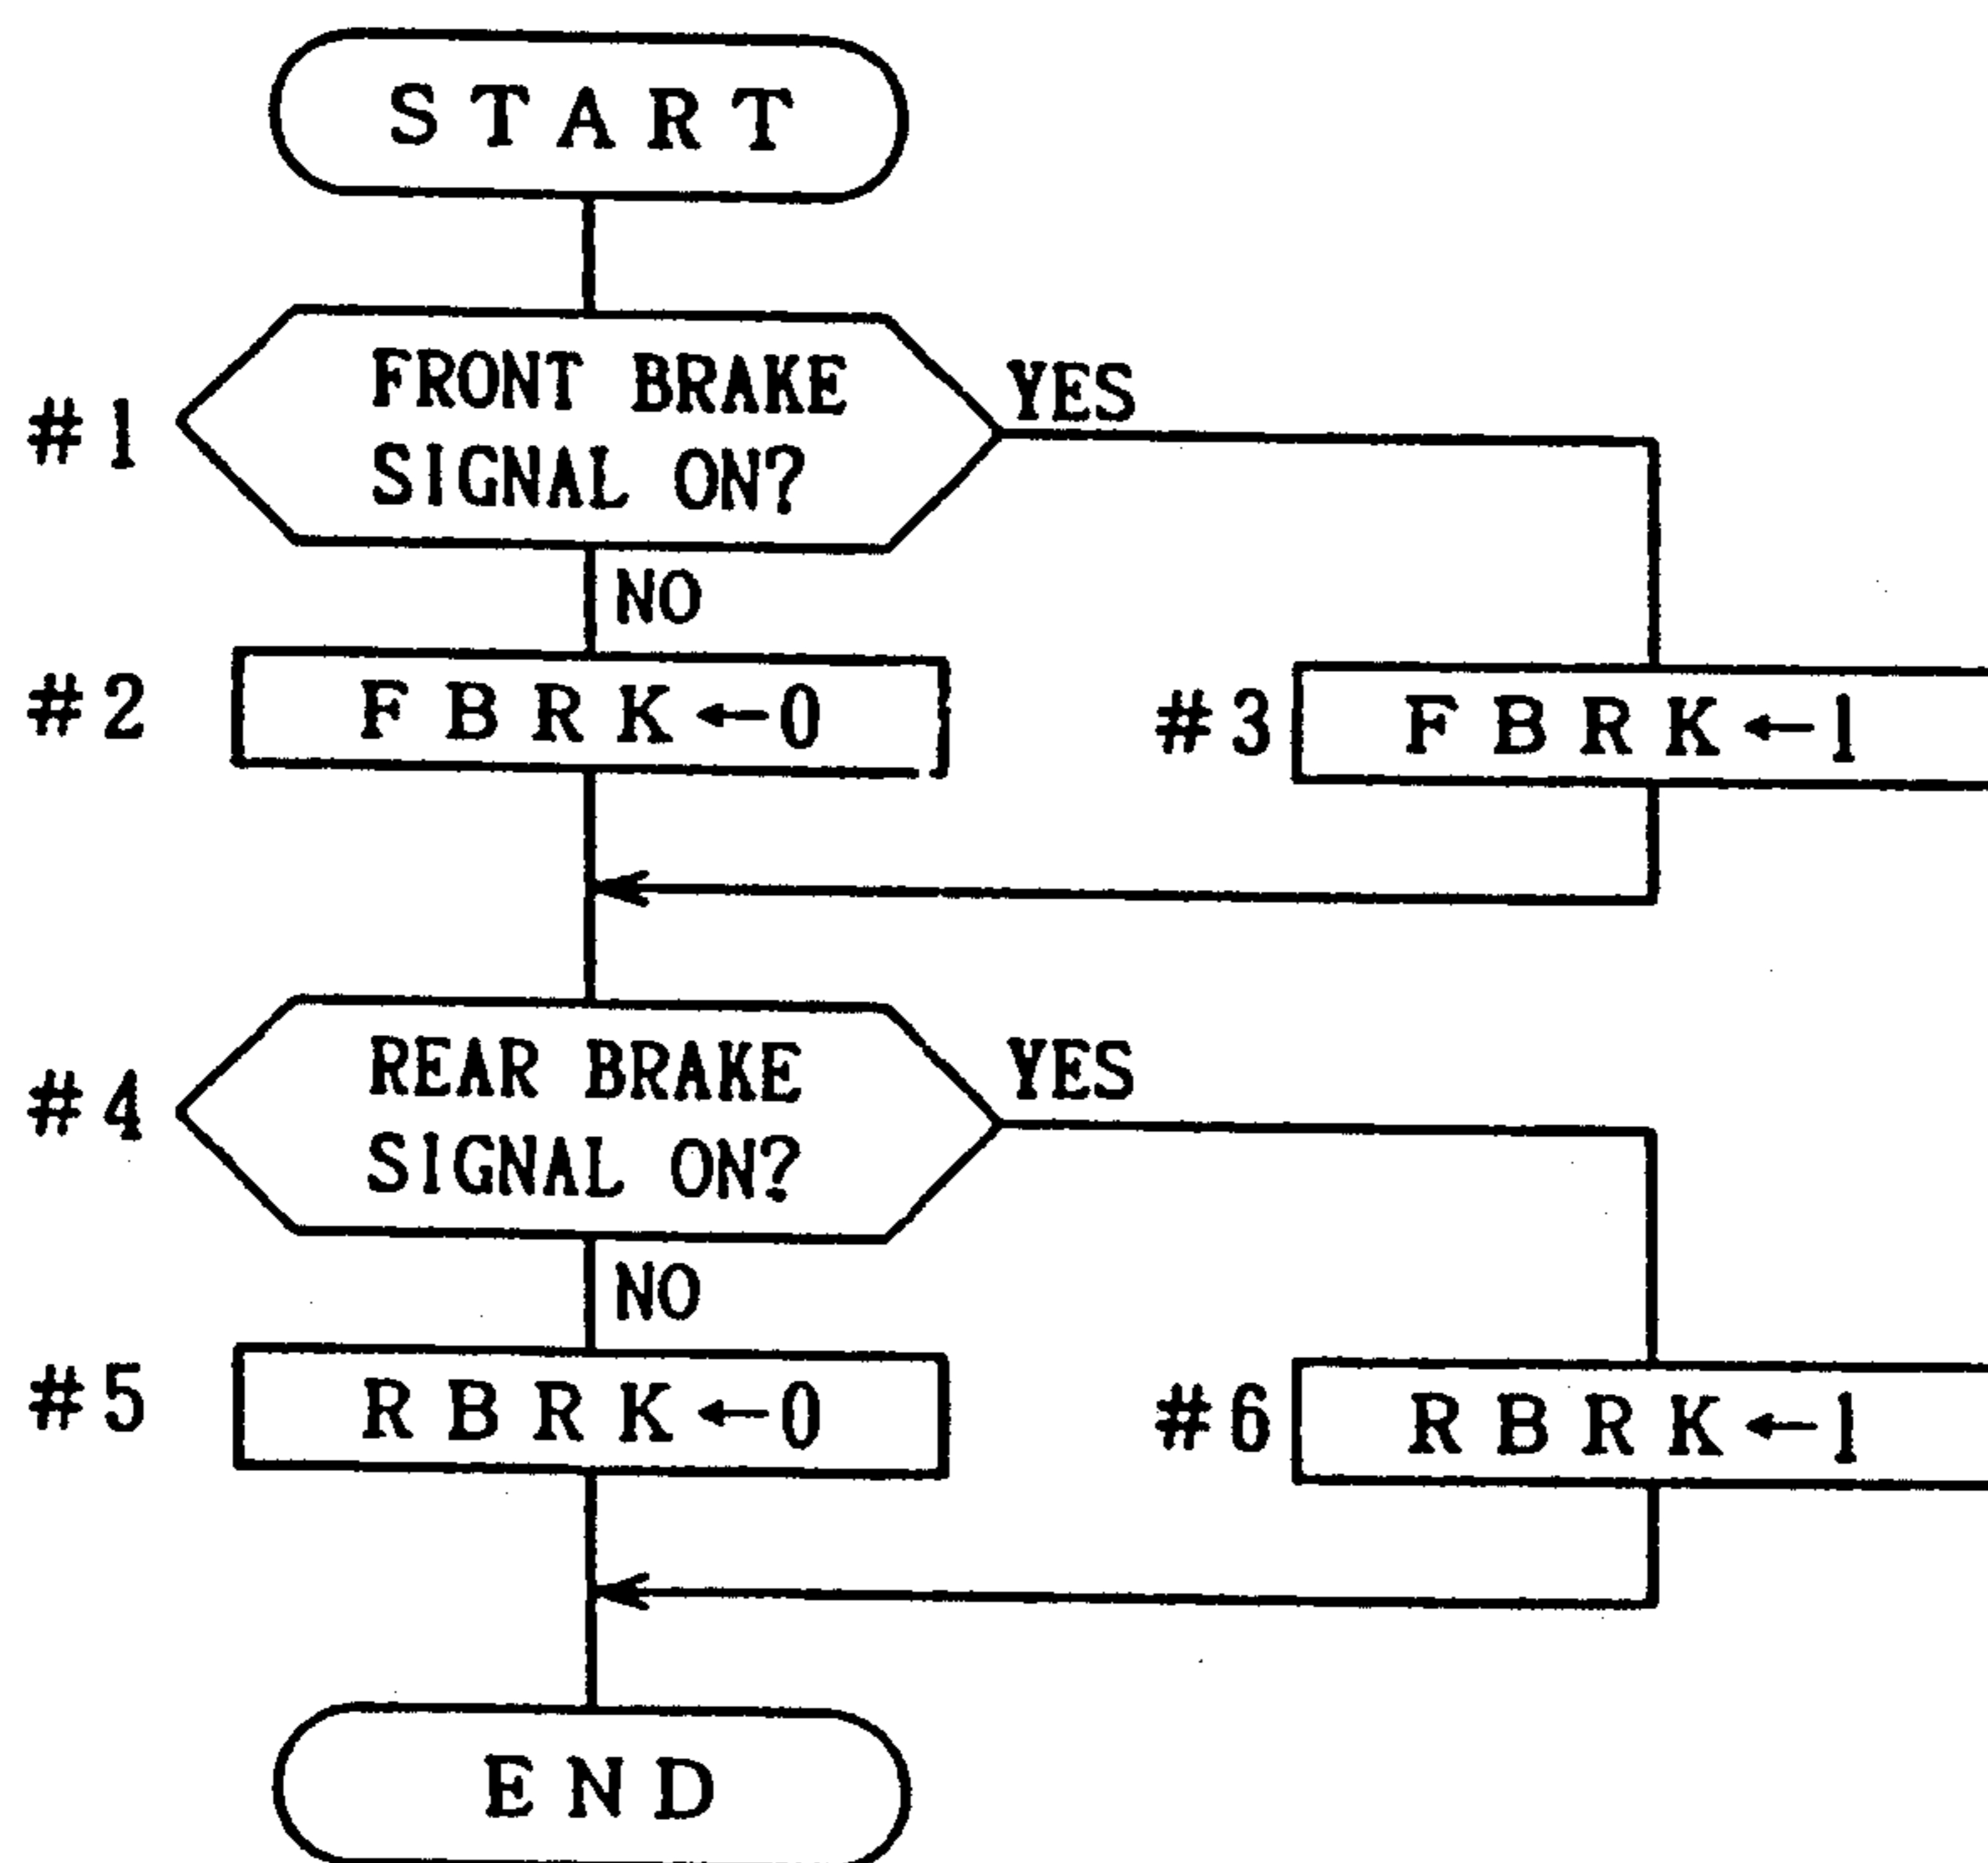 START
#1
FRONT BRAKE
SIGNAL ON?
YES
NO
#2
FBRK←0
#3
FBRK←1
#4
REAR BRAKE
SIGNAL ON?
YES
NO
#5
RBRK←0
#6
RBRK←1
END